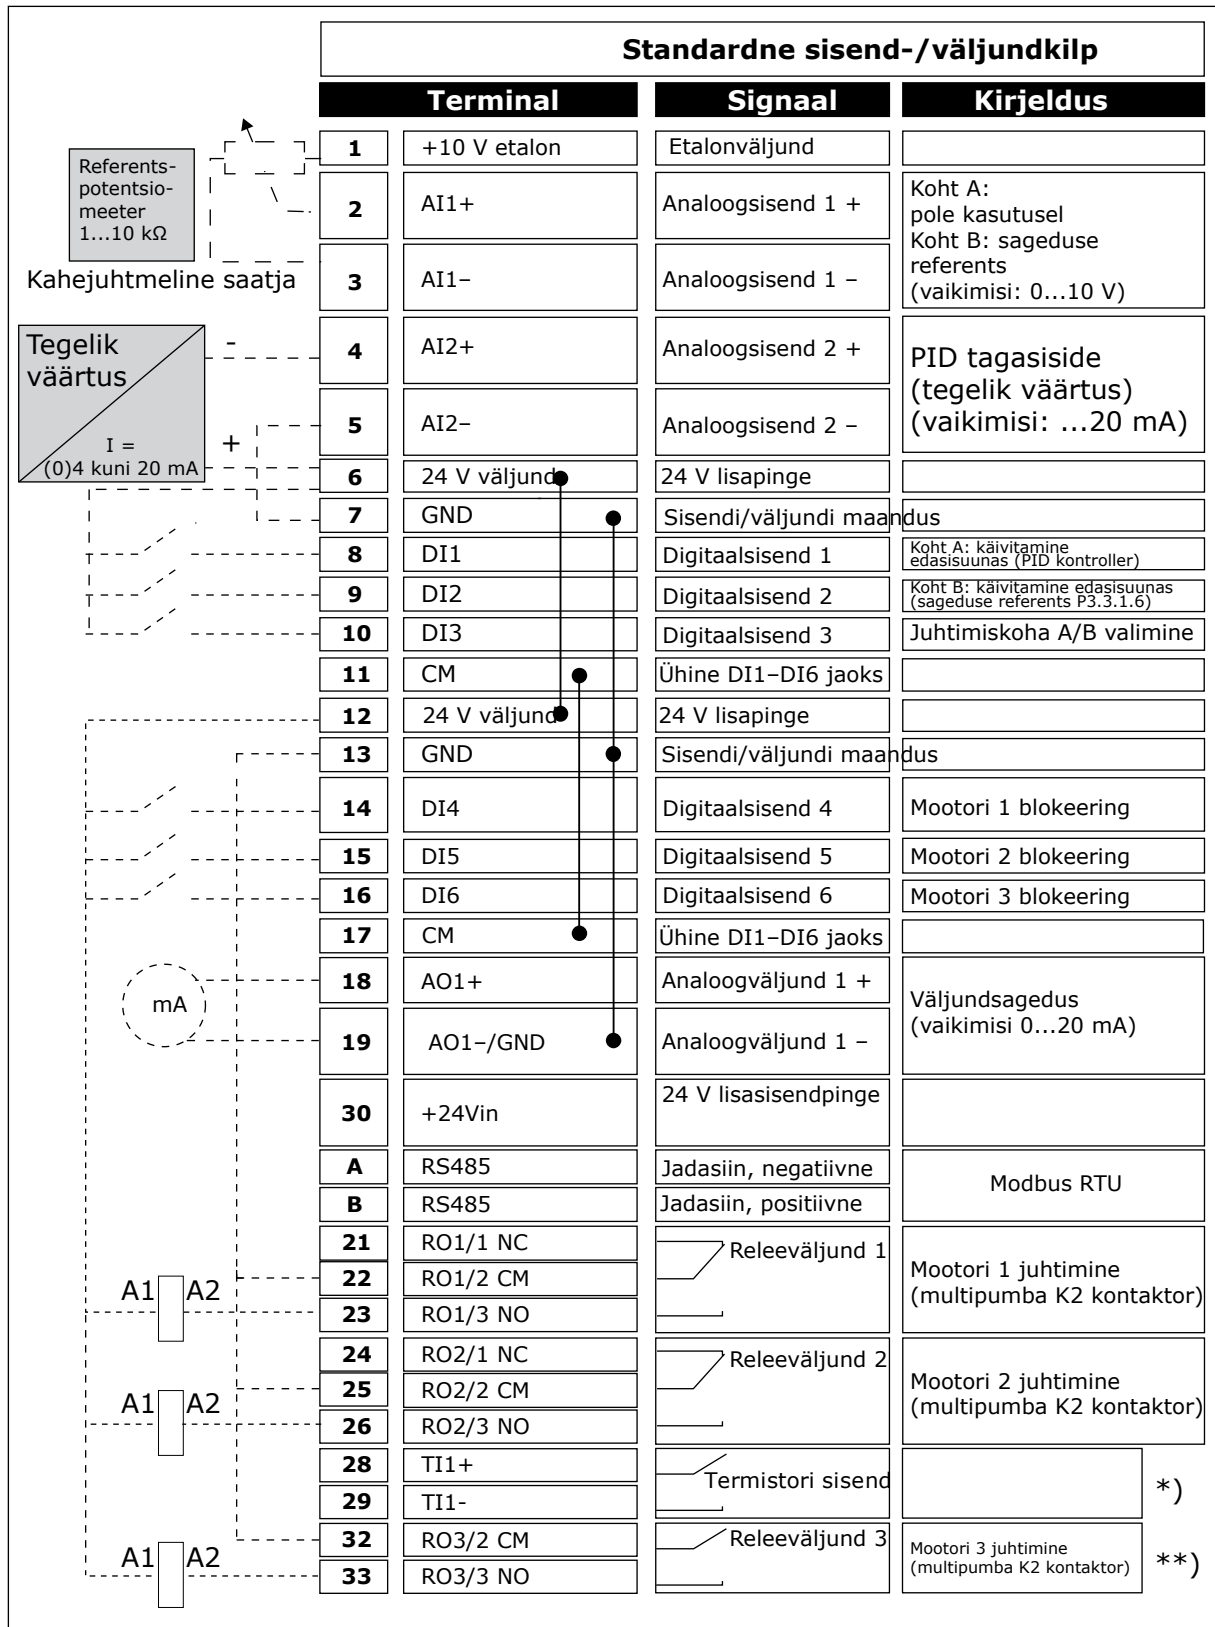 Standardne sisend-/väljundkilp
Terminal Signaal Kirjeldus
Referents-
potentsio-
meeter
1...10 kΩ
Kahejuhtmeline saatja
1 +10 V etalon Etalonväljund
2 AI1+ Analoogsisend 1 +
3 AI1– Analoogsisend 1 –
Koht A:
pole kasutusel
Koht B: sageduse
referents
(vaikimisi: 0...10 V)
Tegelik
väärtus
I =
(0)4 kuni 20 mA
-
+
4 AI2+ Analoogsisend 2 +
5 AI2– Analoogsisend 2 –
PID tagasiside
(tegelik väärtus)
(vaikimisi: ...20 mA)
6 24 V väljund 24 V lisapinge
7 GND Sisendi/väljundi maandus
8 DI1 Digitaalsisend 1
Koht A: käivitamine
edasisuunas (PID kontroller)
9 DI2 Digitaalsisend 2
Koht B: käivitamine edasisuunas
(sageduse referents P3.3.1.6)
10 DI3 Digitaalsisend 3 Juhtimiskoha A/B valimine
11 CM Ühine DI1–DI6 jaoks
12 24 V väljund 24 V lisapinge
13 GND Sisendi/väljundi maandus
14 DI4 Digitaalsisend 4 Mootori 1 blokeering
15 DI5 Digitaalsisend 5 Mootori 2 blokeering
16 DI6 Digitaalsisend 6 Mootori 3 blokeering
17 CM Ühine DI1–DI6 jaoks
mA
18 AO1+ Analoogväljund 1 +
19 AO1–/GND Analoogväljund 1 –
Väljundsagedus
(vaikimisi 0...20 mA)
30 +24Vin 24 V lisasisendpinge
A RS485 Jadasiin, negatiivne
B RS485 Jadasiin, positiivne
Modbus RTU
21 RO1/1 NC Releeväljund 1
22 RO1/2 CM
23 RO1/3 NO
A1 A2
Mootori 1 juhtimine
(multipumba K2 kontaktor)
24 RO2/1 NC Releeväljund 2
25 RO2/2 CM
26 RO2/3 NO
A1 A2
Mootori 2 juhtimine
(multipumba K2 kontaktor)
28 TI1+ Termistori sisend
29 TI1-
*)
32 RO3/2 CM Releeväljund 3
33 RO3/3 NO
A1 A2
Mootori 3 juhtimine
(multipumba K2 kontaktor)
**)